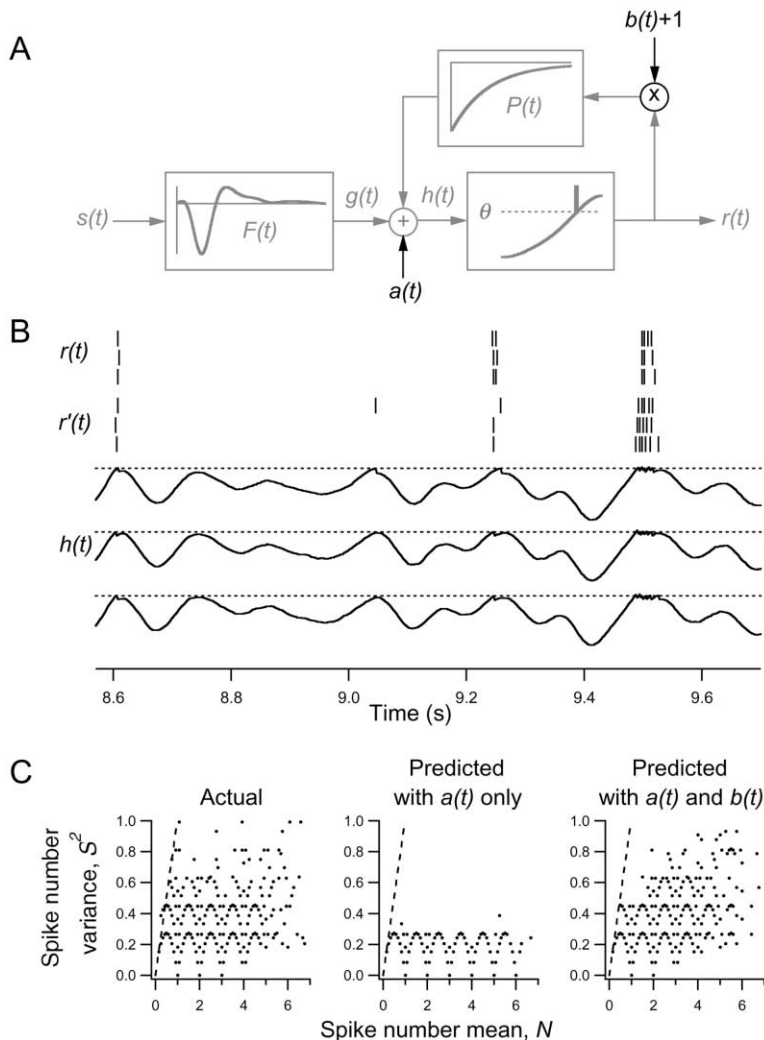 A
b(t)+1
P(t)
x
s(t)
F(t)
g(t)
+
h(t)
θ
r(t)
a(t)
B
r(t)
r'(t)
h(t)
8.6 8.8 9.0 9.2 9.4 9.6
Time (s)
C
Actual
Predicted
with a(t) only
Predicted
with a(t) and b(t)
Spike number
variance, S²
1.0
0.8
0.6
0.4
0.2
0.0
0 2 4 6
1.0
0.8
0.6
0.4
0.2
0.0
0 2 4 6
1.0
0.8
0.6
0.4
0.2
0.0
0 2 4 6
Spike number mean, N